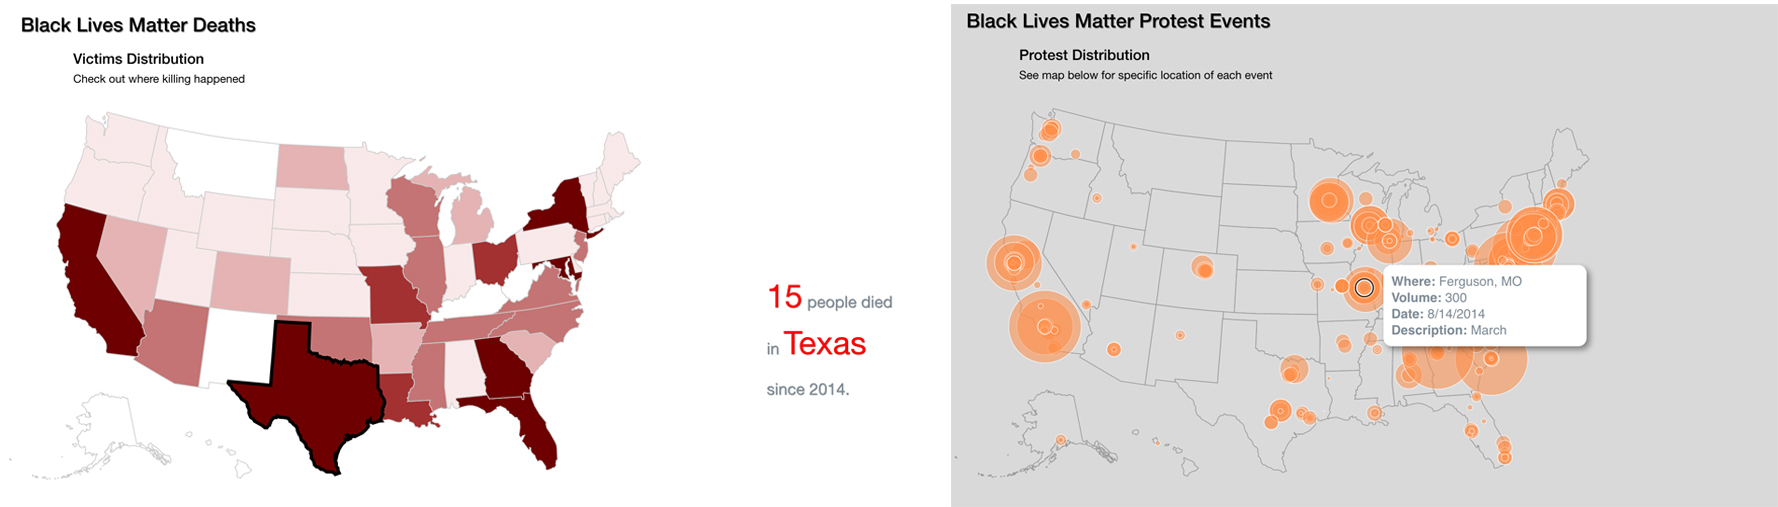 Black Lives Matter Deaths
Victims Distribution
Check out where killing happened
15 people died
in Texas
since 2014.
Black Lives Matter Protest Events
Protest Distribution
See map below for specific location of each event
Where: Ferguson, MO
Volume: 300
Date: 8/14/2014
Description: March